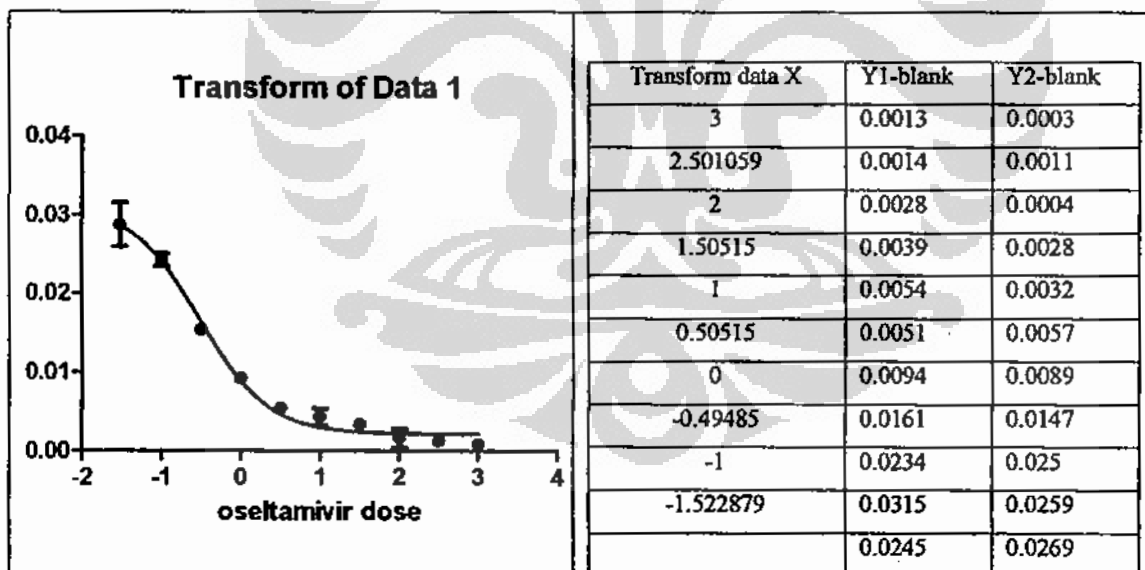 Transform of Data 1
0.04
0.03
0.02
0.01
0.00
-2 -1 0 1 2 3 4
oseltamivir dose
Transform data X Y1-blank Y2-blank
3 0.0013 0.0003
2.501059 0.0014 0.0011
2 0.0028 0.0004
1.50515 0.0039 0.0028
1 0.0054 0.0032
0.50515 0.0051 0.0057
0 0.0094 0.0089
-0.49485 0.0161 0.0147
-1 0.0234 0.025
-1.522879 0.0315 0.0259
0.0245 0.0269